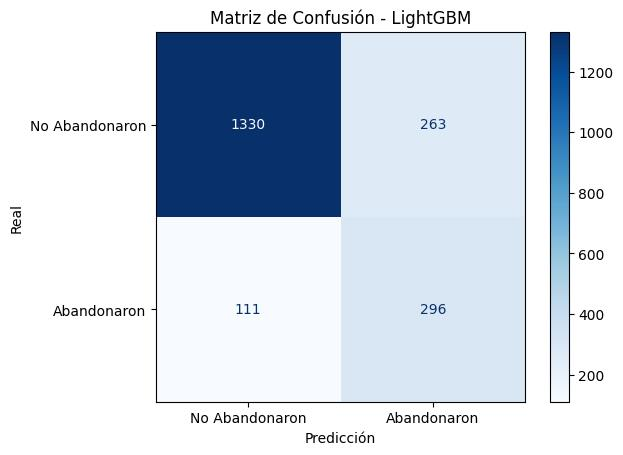 Matriz de Confusión - LightGBM
No Abandonaron
1330
263
Abandonaron
111
296
Real
No Abandonaron
Abandonaron
Predicción
1200
1000
800
600
400
200